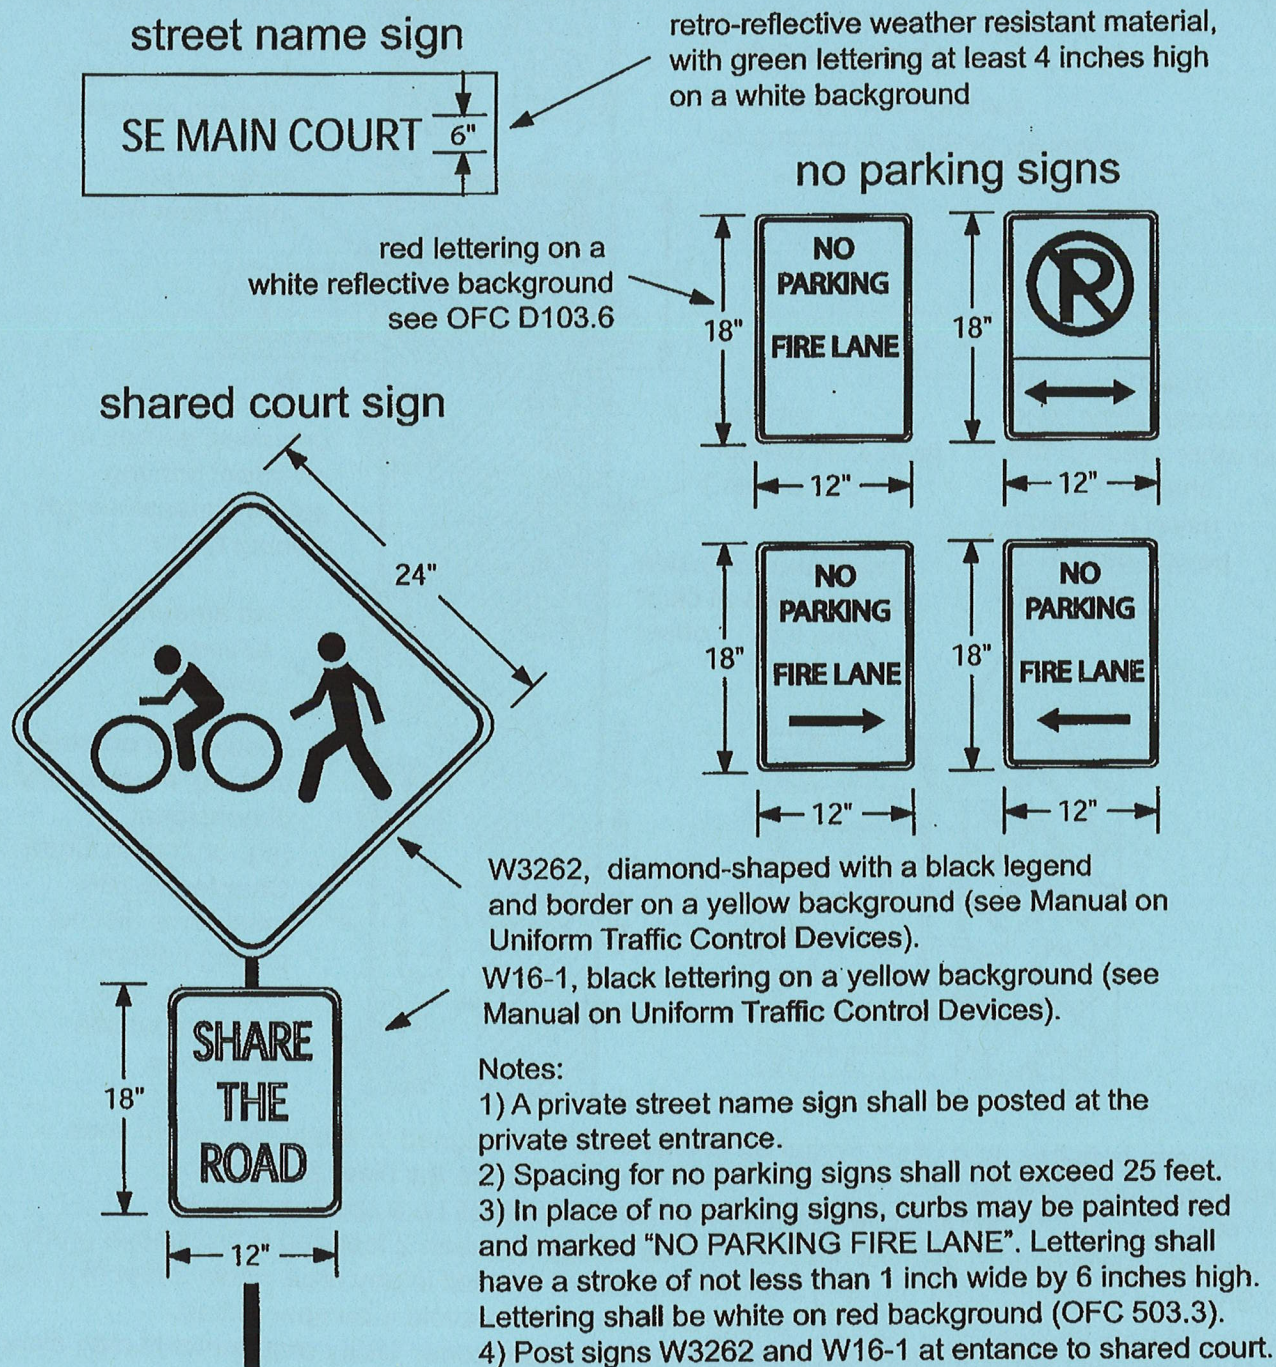 street name sign
SE MAIN COURT
6"
retro-reflective weather resistant material,
with green lettering at least 4 inches high
on a white background
no parking signs
red lettering on a
white reflective background
see OFC D103.6
NO
PARKING
FIRE LANE
18"
12"
P
18"
12"
NO
PARKING
FIRE LANE
18"
12"
NO
PARKING
FIRE LANE
18"
12"
shared court sign
24"
W3262, diamond-shaped with a black legend
and border on a yellow background (see Manual on
Uniform Traffic Control Devices).
W16-1, black lettering on a yellow background (see
Manual on Uniform Traffic Control Devices).
SHARE
THE
ROAD
18"
12"
Notes:
1) A private street name sign shall be posted at the
private street entrance.
2) Spacing for no parking signs shall not exceed 25 feet.
3) In place of no parking signs, curbs may be painted red
and marked “NO PARKING FIRE LANE”. Lettering shall
have a stroke of not less than 1 inch wide by 6 inches high.
Lettering shall be white on red background (OFC 503.3).
4) Post signs W3262 and W16-1 at entance to shared court.